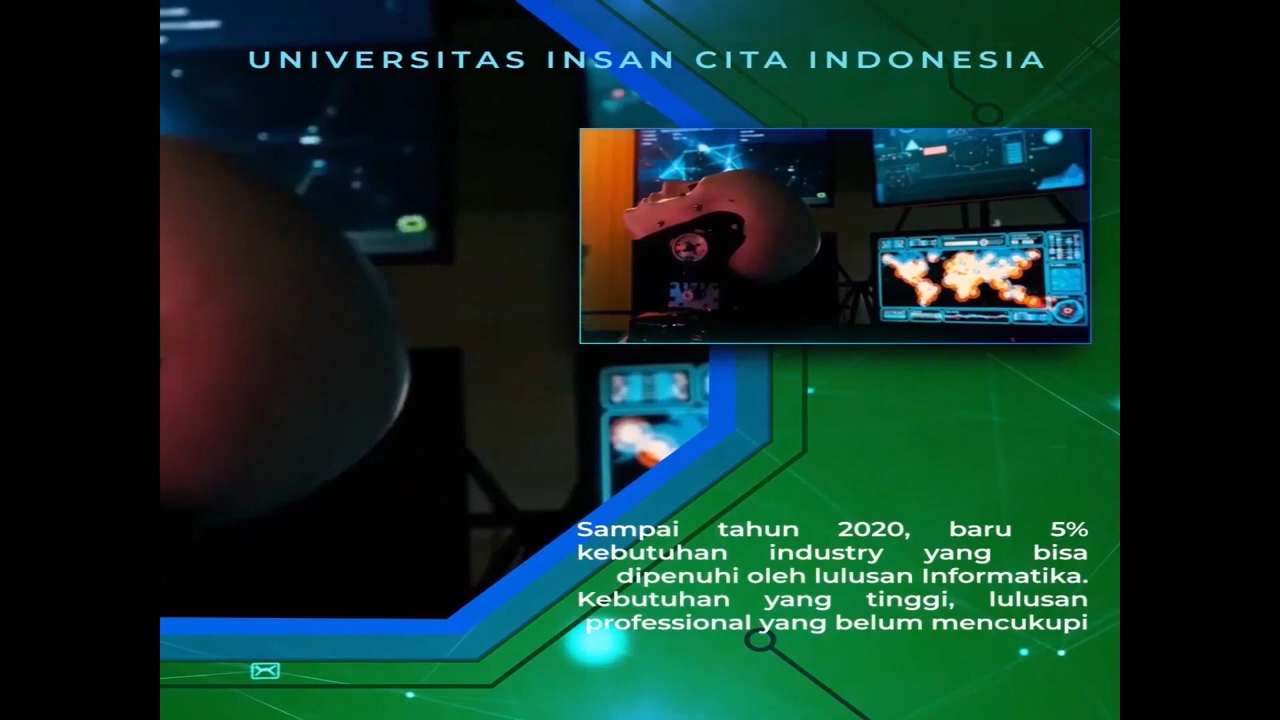 UNIVERSITAS INSAN CITA INDONESIA
Sampai tahun 2020, baru 5%
kebutuhan industry yang bisa
dipenuhi oleh lulusan Informatika.
Kebutuhan yang tinggi, lulusan
professional yang belum mencukupi